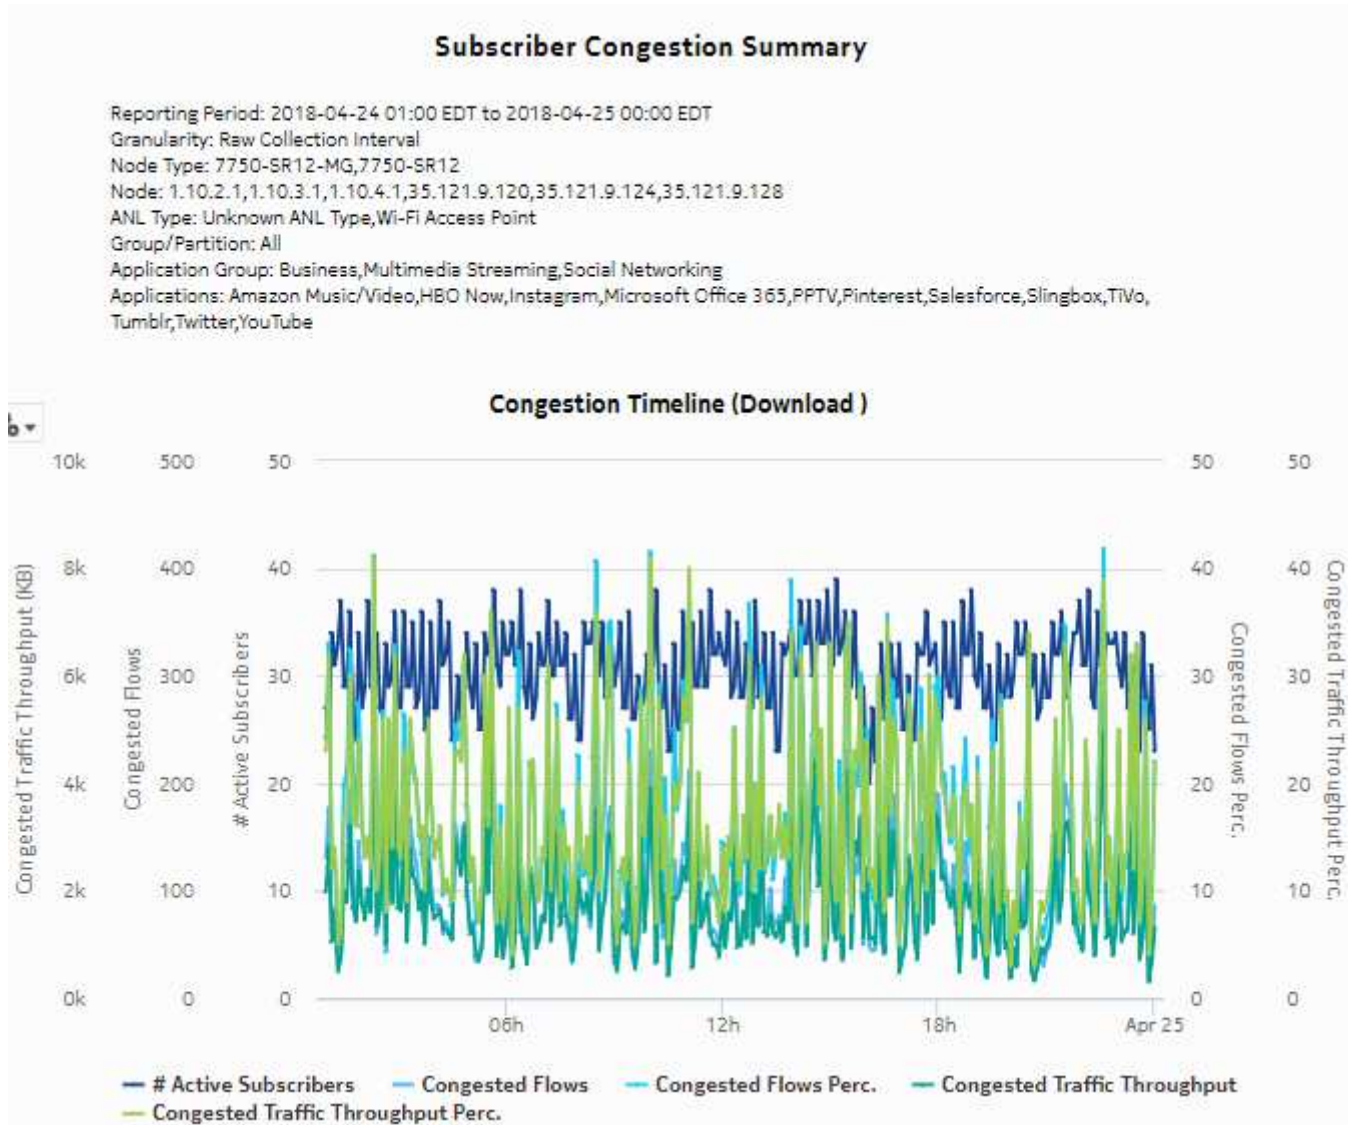 Subscriber Congestion Summary
Reporting Period: 2018-04-24 01:00 EDT to 2018-04-25 00:00 EDT
Granularity: Raw Collection Interval
Node Type: 7750-SR12-MG,7750-SR12
Node: 1.10.2.1,1.10.3.1,1.10.4.1,35.121.9.120,35.121.9.124,35.121.9.128
ANL Type: Unknown ANL Type,Wi-Fi Access Point
Group/Partition: All
Application Group: Business,Multimedia Streaming,Social Networking
Applications: Amazon Music/Video,HBO Now,Instagram,Microsoft Office 365,PPTV,Pinterest,Salesforce,Slingbox,TiVo,
Tumblr,Twitter,YouTube
Congestion Timeline (Download )
10k 500 50 50 50
8k 400 40 40 40
6k 300 30 30 30
4k 200 20 20 20
2k 100 10 10 10
0k 0 0 0 0
Congested Traffic Throughput (KB)
Congested Flows
# Active Subscribers
Congested Flows Perc.
Congested Traffic Throughput Perc.
06h 12h 18h Apr 25
# Active Subscribers Congested Flows Congested Flows Perc. Congested Traffic Throughput
Congested Traffic Throughput Perc.